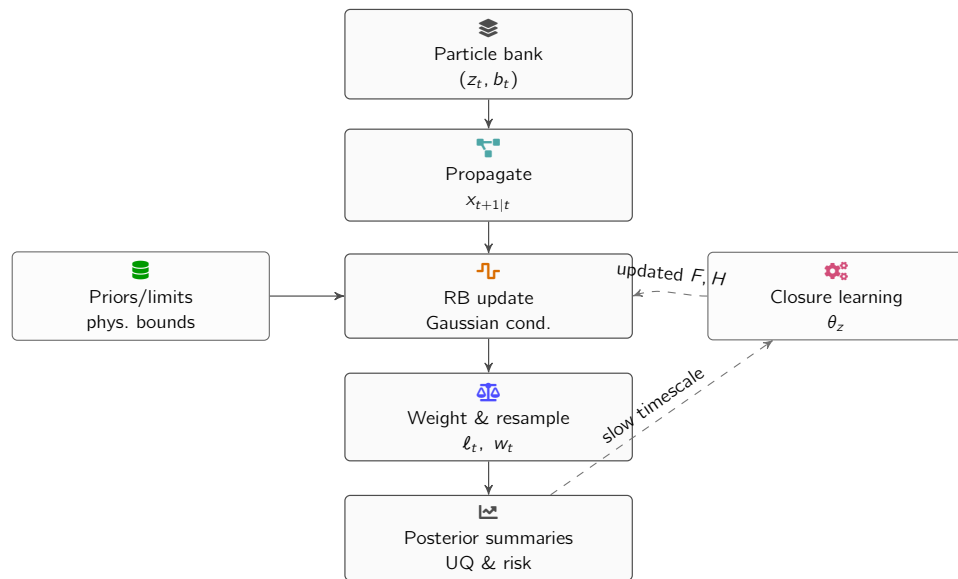 Particle bank
(z_t, b_t)
Propagate
x_{t+1|t}
Priors/limits
phys. bounds
RB update
Gaussian cond.
updated F, H
Closure learning
θ_z
Weight & resample
ℓ_t, w_t
slow timescale
Posterior summaries
UQ & risk